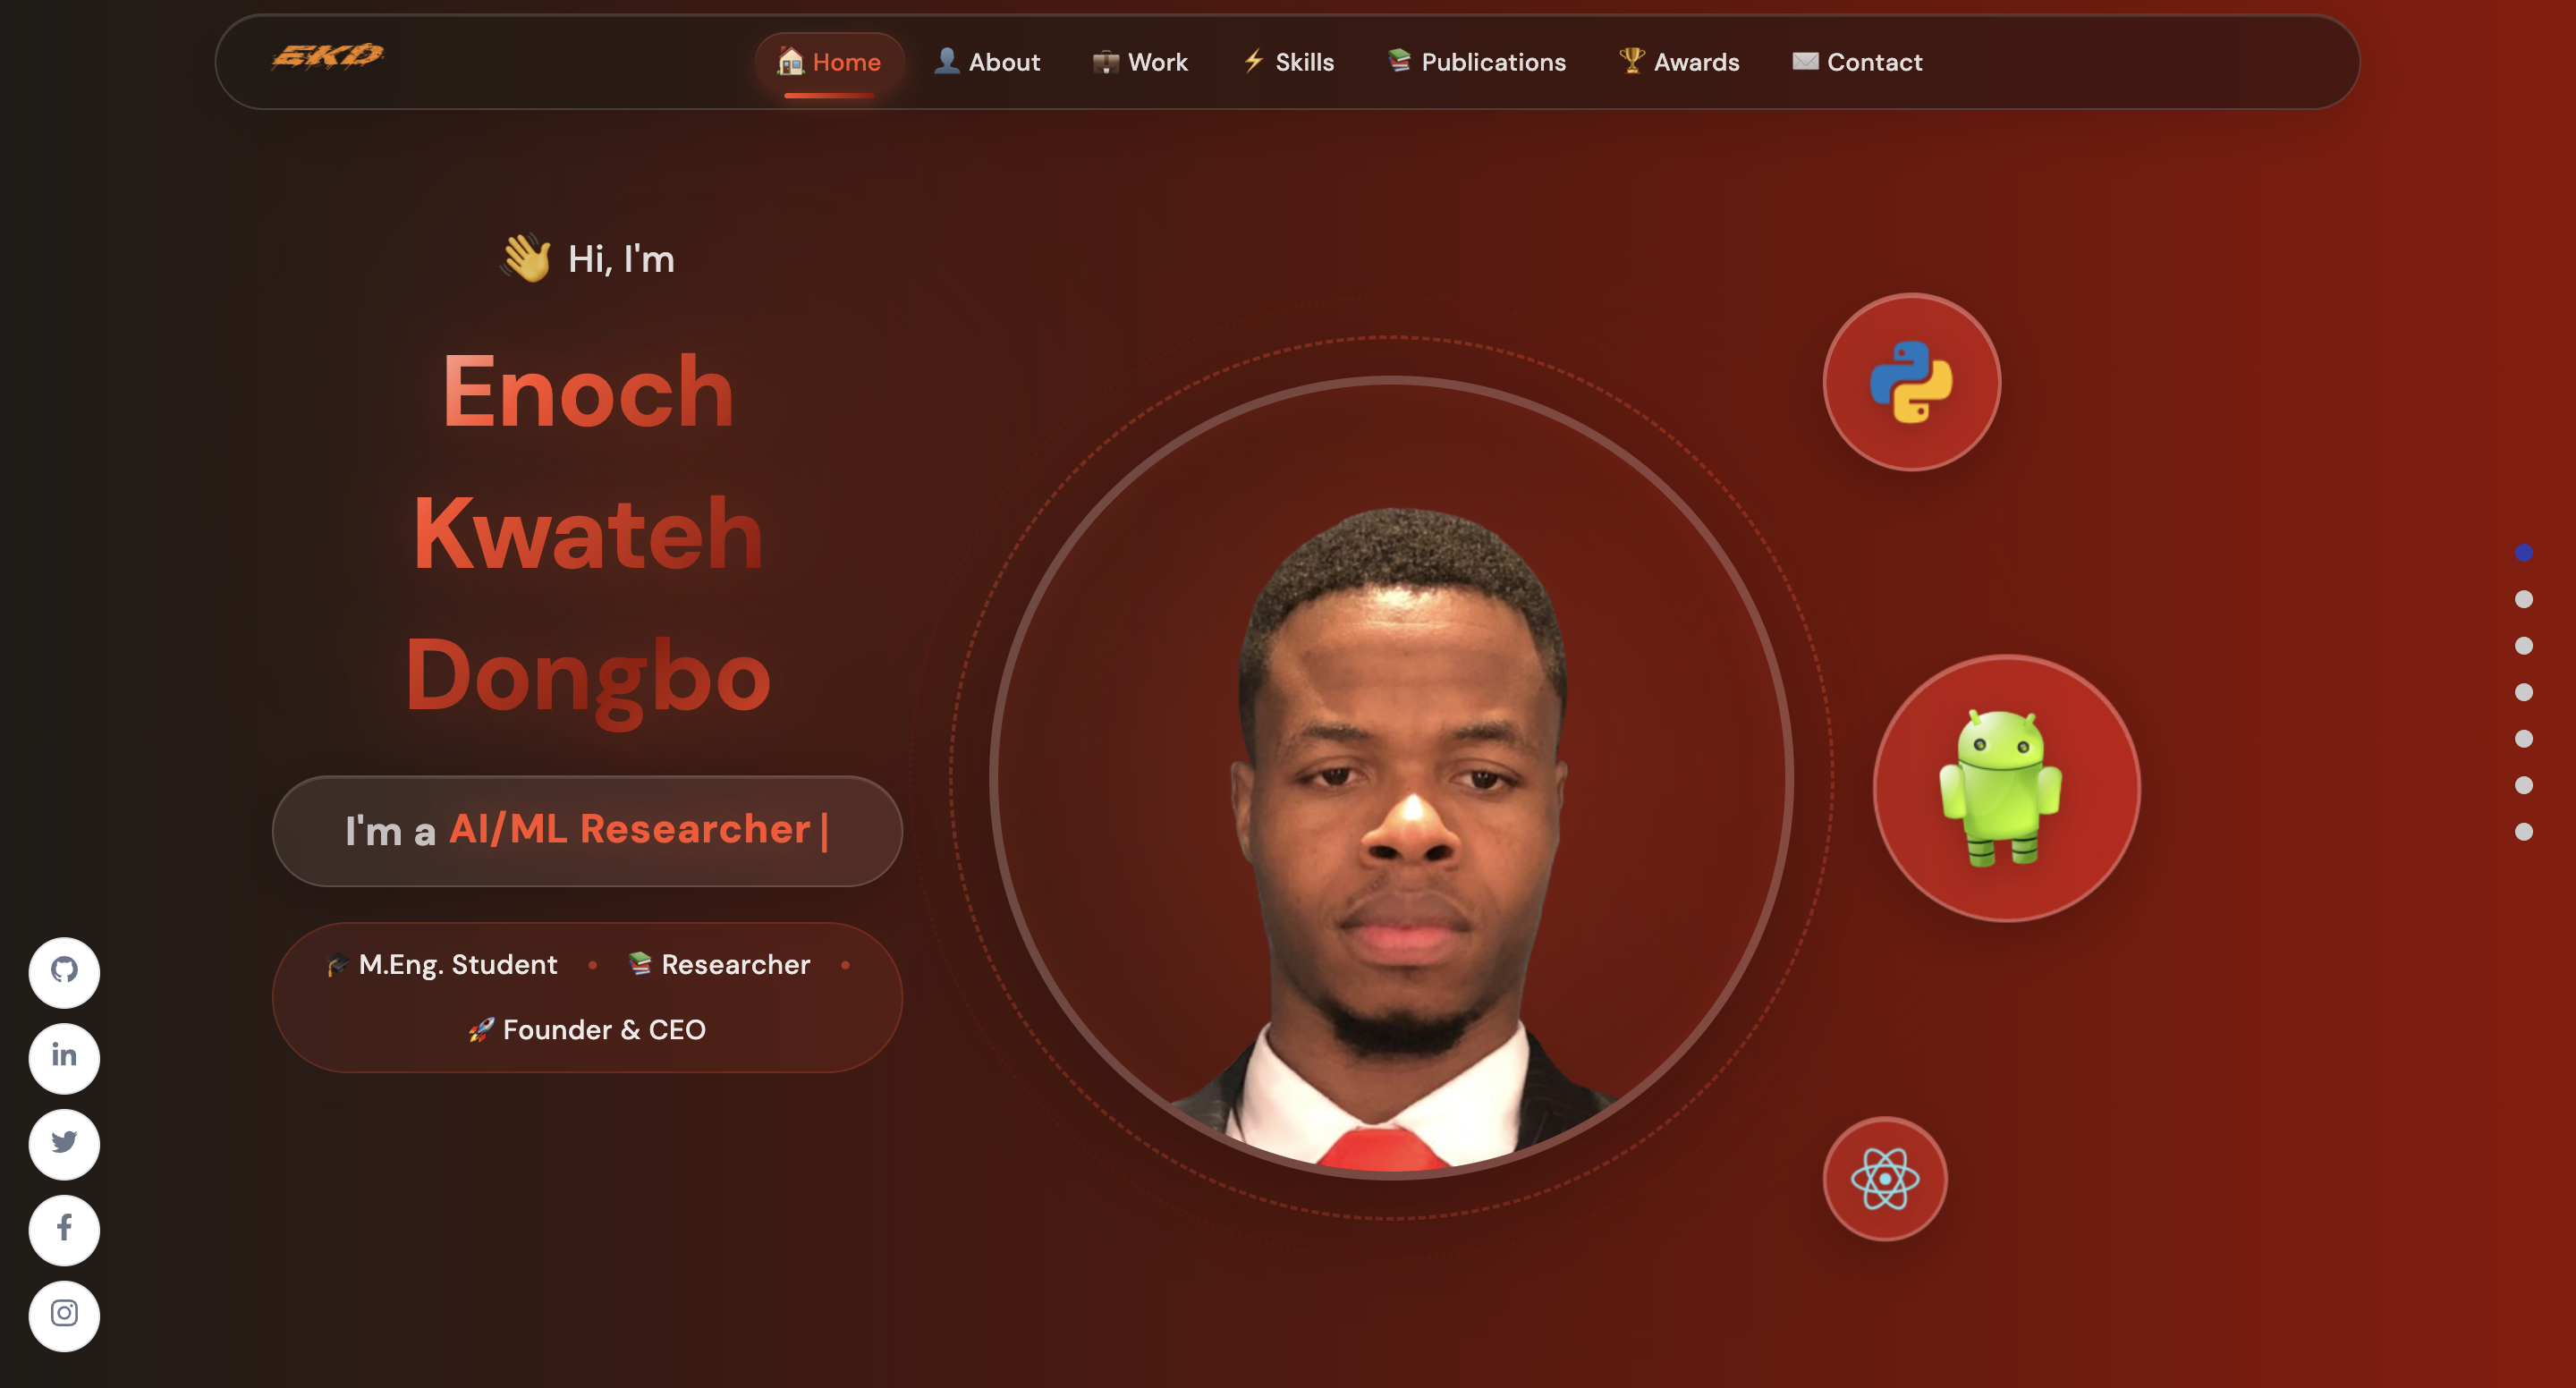 EKD
Home About Work Skills Publications Awards Contact
Hi, I'm
Enoch
Kwateh
Dongbo
I'm a AI/ML Researcher|
M.Eng. Student • Researcher •
Founder & CEO
in